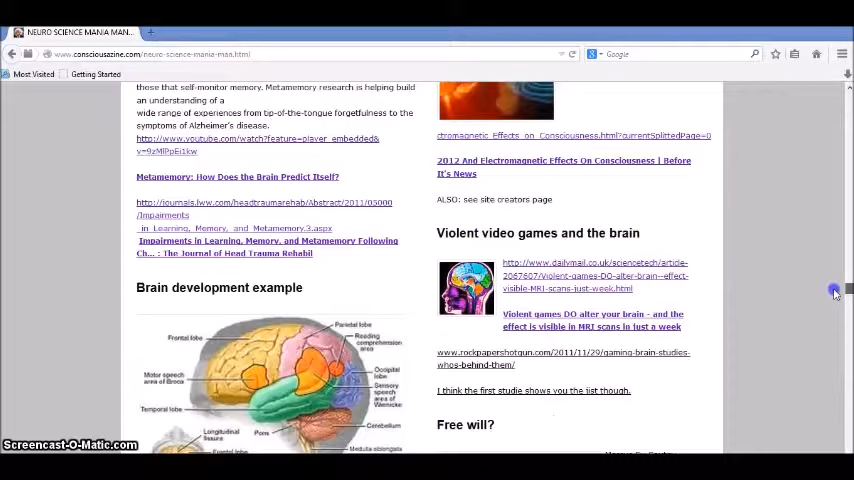 NEURO SCIENCE MANIA MAN...
www.consciousazine.com/neuro-science-mania-man.html
Google
Most Visited
Getting Started
those that self-monitor memory. Metamemory research is helping build
an understanding of a
wide range of experiences from tip-of-the-tongue forgetfulness to the
symptoms of Alzheimer's disease.
http://www.youtube.com/watch?feature=player_embedded&
v=9zMiPpEi1kw
Metamemory: How Does the Brain Predict Itself?
http://journals.lww.com/headtraumarehab/Abstract/2011/05000
/Impairments
_in_Learning,_Memory,_and_Metamemory.3.aspx
Impairments in Learning, Memory, and Metamemory Following
Ch... : The Journal of Head Trauma Rehabil
Brain development example
Frontal lobe
Parietal lobe
Reading
comprehension
area
Motor speech
area of Broca
Occipital
lobe
Sensory
speech
area of
Wernicke
Temporal lobe
Cerebellum
Longitudinal
fissure
Pons
Medulla oblongata
Frontal lobe
ctromagnetic_Effects_on_Consciousness.html?currentSplittedPage=0
2012 And Electromagnetic Effects On Consciousness | Before
It's News
ALSO: see site creators page
Violent video games and the brain
http://www.dailymail.co.uk/sciencetech/article-
2067607/Violent-games-DO-alter-brain--effect-
visible-MRI-scans-just-week.html
Violent games DO alter your brain - and the
effect is visible in MRI scans in just a week
www.rockpapershotgun.com/2011/11/29/gaming-brain-studies-
whos-behind-them/
I think the first studie shows you the jist though.
Free will?
Screencast-O-Matic.com